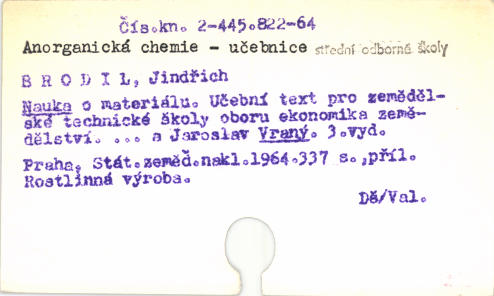 Čís.kn. 2-445.822-64
Anorganická chemie - učebnice střední odborné školy
B R O D I L, Jindřich
Nauka o materiálu. Učební text pro zeměděl-
ské technické školy oboru ekonomika země-
dělství. ... a Jaroslav Vraný. 3.vyd.
Praha, Stát.zeměd.nakl.1964.337 s.,příl.
Rostlinná výroba.
Dě/Val.